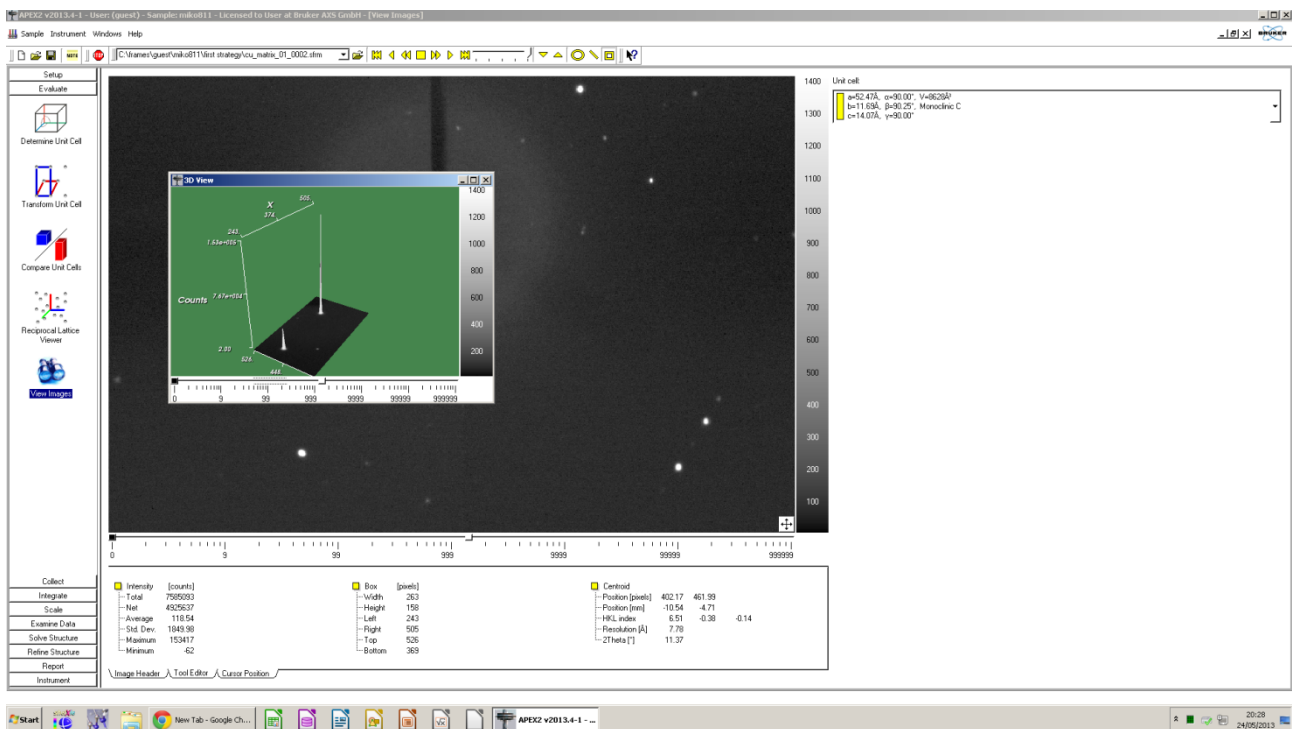 APEX2 v2013.4-1 - User: (guest) - Sample: miko811 - Licensed to User at Bruker AXS GmbH - [View Images]
Sample Instrument Windows Help
BRUKER
C:\frames\guest\miko811\first strategy\cu_matrix_01_0002.sfrm
Setup
Evaluate
Determine Unit Cell
Transform Unit Cell
Compare Unit Cells
Reciprocal Lattice
Viewer
View Images
Collect
Integrate
Scale
Examine Data
Solve Structure
Refine Structure
Report
Instrument
3D View
X
505
374
243
1.53e+005
Counts
7.67e+004
2.00
526
448
1400
1200
1000
800
600
400
200
0 9 99 999 9999 99999 999999
1400
1300
1200
1100
1000
900
800
700
600
500
400
300
200
100
0 9 99 999 9999 99999 999999
Unit cell:
a=52.47Å, α=90.00°, V=8628Å³
b=11.69Å, β=90.25°, Monoclinic C
c=14.07Å, γ=90.00°
Intensity [counts]
Total 7585093
Net 4925637
Average 118.54
Std. Dev. 1849.98
Maximum 153417
Minimum -62
Box [pixels]
Width 263
Height 158
Left 243
Right 505
Top 526
Bottom 369
Centroid
Position [pixels] 402.17 461.99
Position [mm] -10.54 -4.71
HKL index 6.51 -0.38 -0.14
Resolution [Å] 7.78
2Theta [°] 11.37
Image Header Tool Editor Cursor Position
Start
New Tab - Google Ch...
APEX2 v2013.4-1 - ...
20:28
24/05/2013